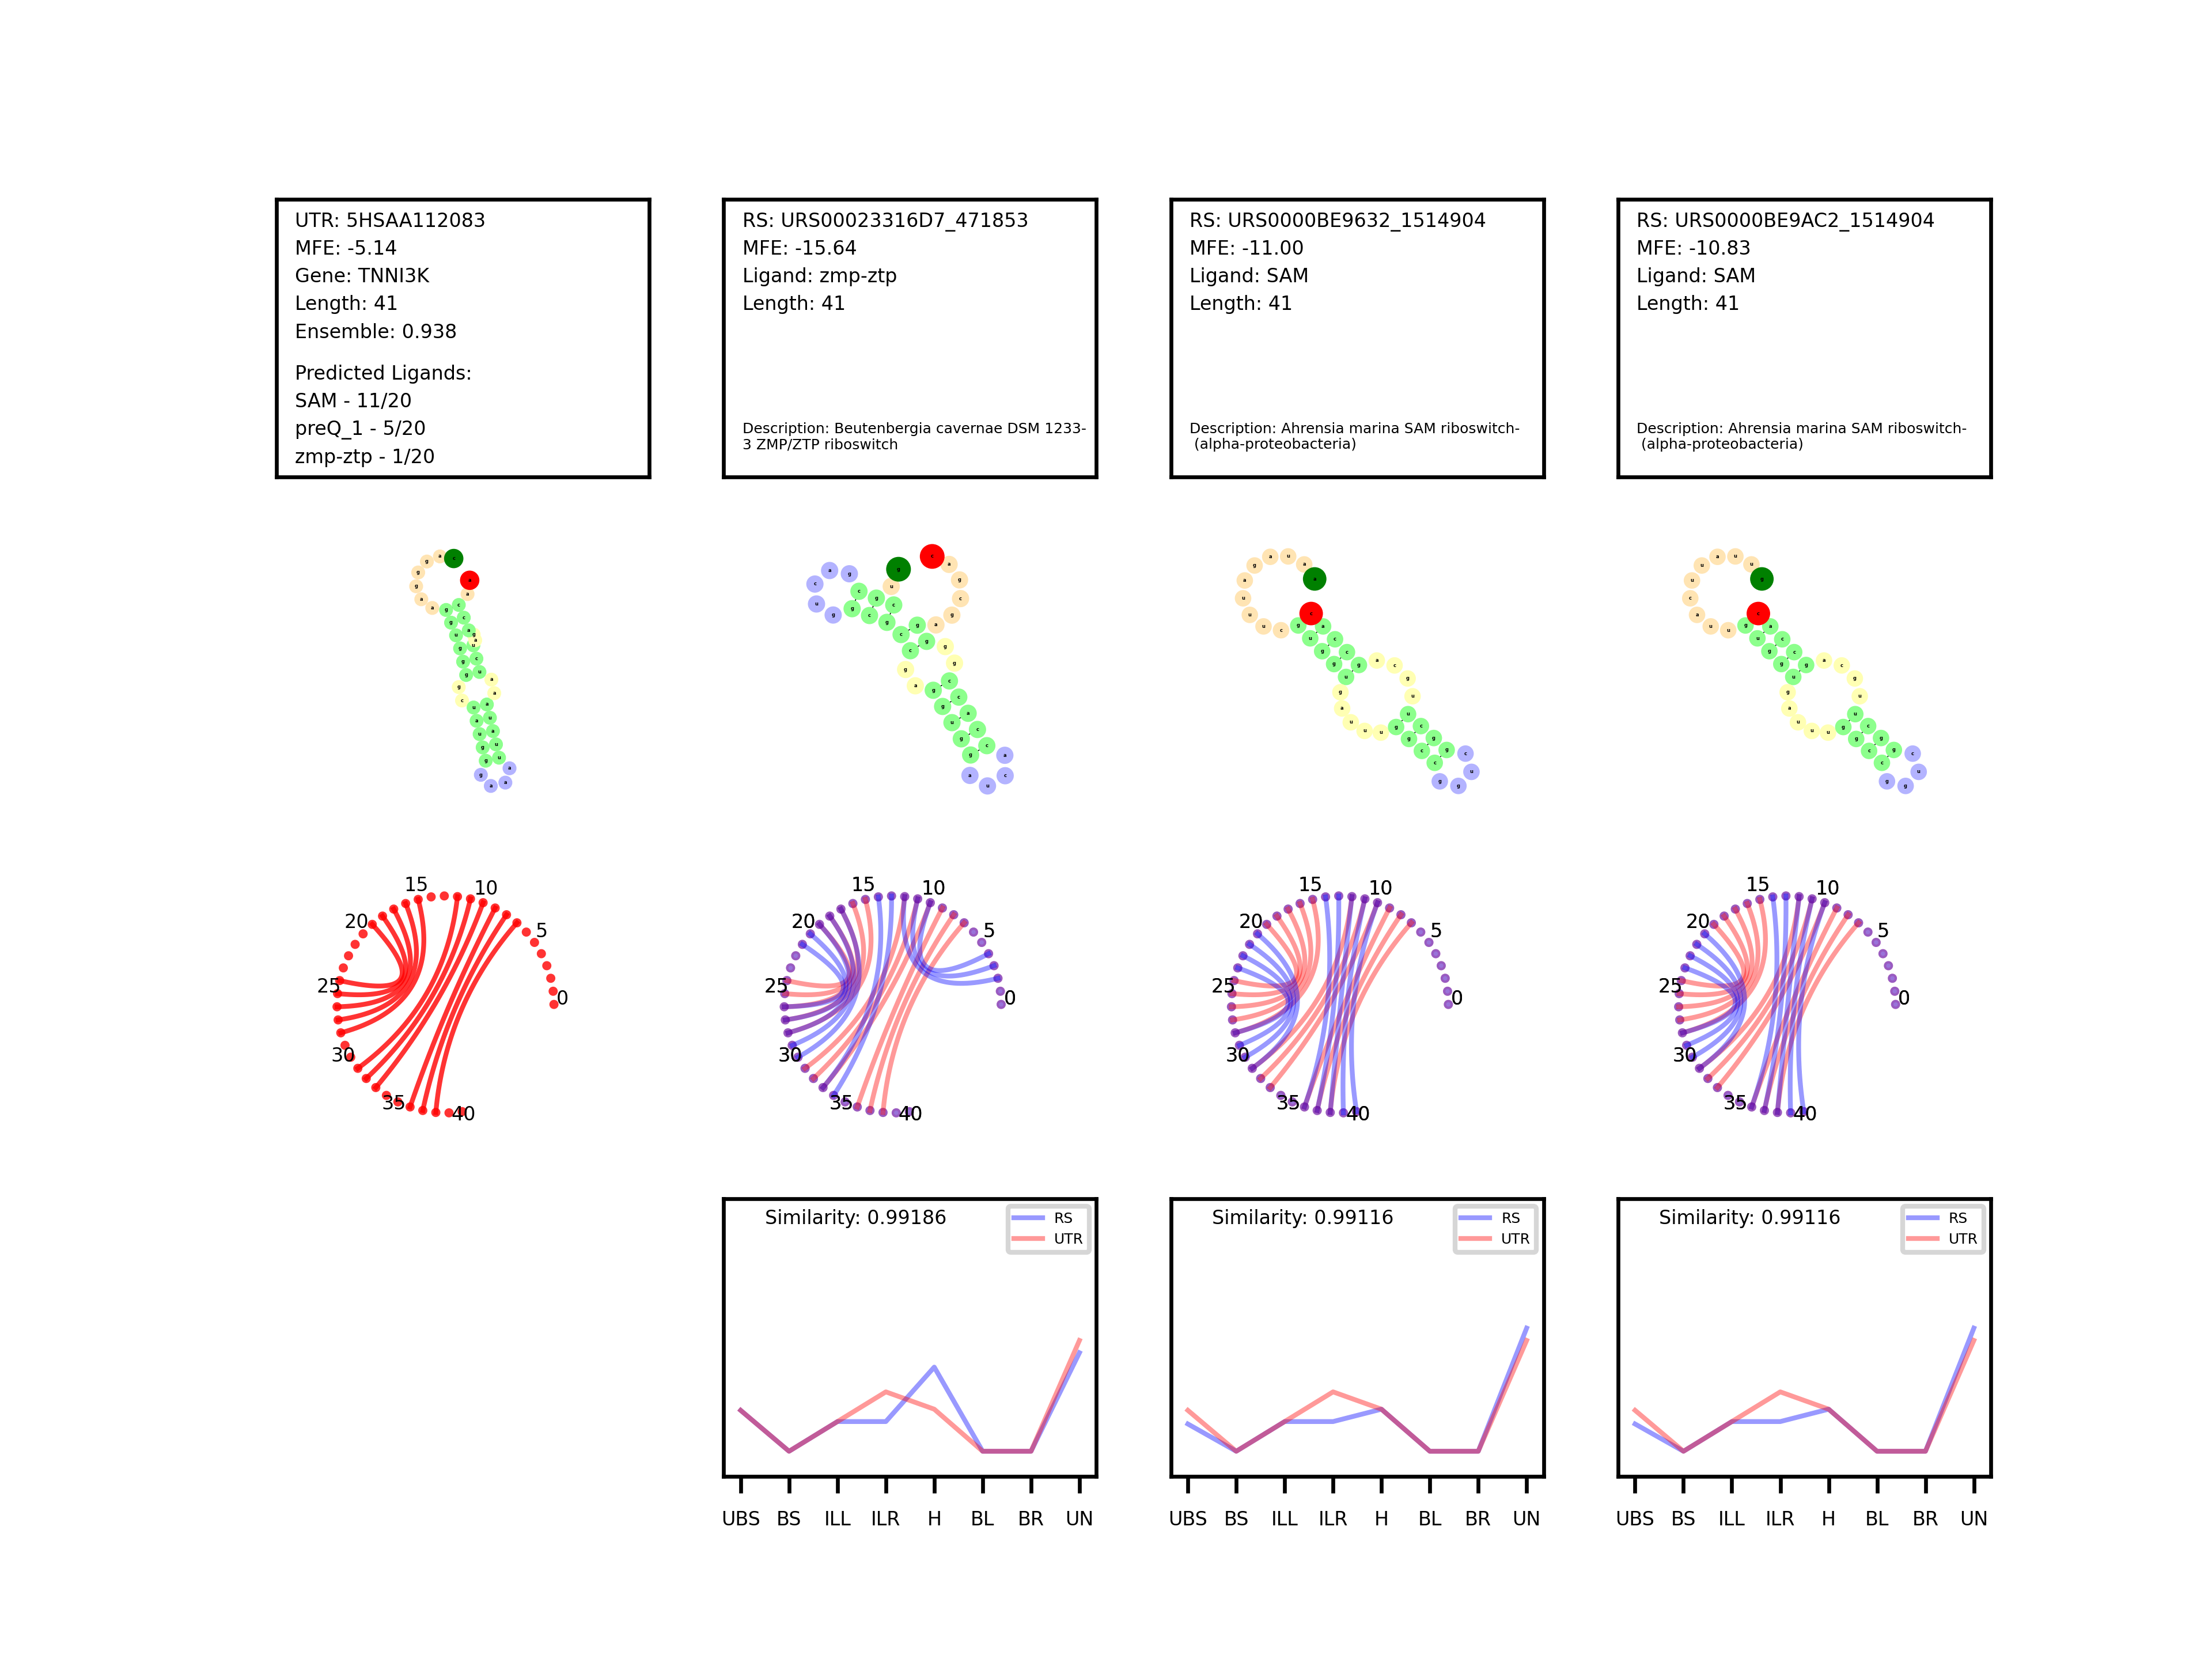 UTR: 5HSAA112083
MFE: -5.14
Gene: TNNI3K
Length: 41
Ensemble: 0.938
Predicted Ligands:
SAM - 11/20
preQ_1 - 5/20
zmp-ztp - 1/20
RS: URS00023316D7_471853
MFE: -15.64
Ligand: zmp-ztp
Length: 41
Description: Beutenbergia cavernae DSM 1233-
3 ZMP/ZTP riboswitch
RS: URS0000BE9632_1514904
MFE: -11.00
Ligand: SAM
Length: 41
Description: Ahrensia marina SAM riboswitch-
(alpha-proteobacteria)
RS: URS0000BE9AC2_1514904
MFE: -10.83
Ligand: SAM
Length: 41
Description: Ahrensia marina SAM riboswitch-
(alpha-proteobacteria)
0 5 10 15 20 25 30 35 40
0 5 10 15 20 25 30 35 40
0 5 10 15 20 25 30 35 40
0 5 10 15 20 25 30 35 40
Similarity: 0.99186
RS
UTR
UBS BS ILL ILR H BL BR UN
Similarity: 0.99116
RS
UTR
UBS BS ILL ILR H BL BR UN
Similarity: 0.99116
RS
UTR
UBS BS ILL ILR H BL BR UN